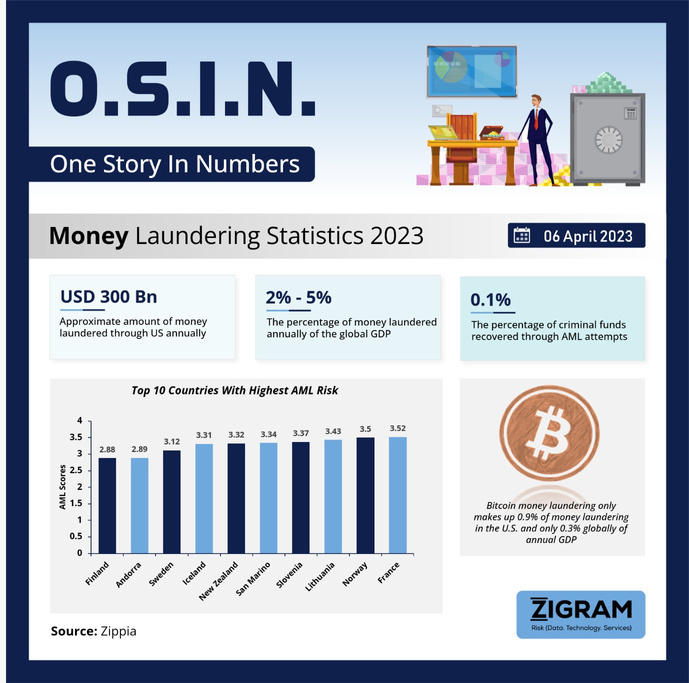 O.S.I.N.
One Story In Numbers
Money Laundering Statistics 2023
06 April 2023
USD 300 Bn
Approximate amount of money
laundered through US annually
2% - 5%
The percentage of money laundered
annually of the global GDP
0.1%
The percentage of criminal funds
recovered through AML attempts
Top 10 Countries With Highest AML Risk
AML Scores
4
3.5
3
2.5
2
1.5
1
0.5
0
2.88
2.89
3.12
3.31
3.32
3.34
3.37
3.43
3.5
3.52
Finland
Andorra
Sweden
Iceland
New Zealand
San Marino
Slovenia
Lithuania
Norway
France
Bitcoin money laundering only
makes up 0.9% of money laundering
in the U.S. and only 0.3% globally of
annual GDP
Source: Zippia
ZIGRAM
Risk (Data. Technology. Services)